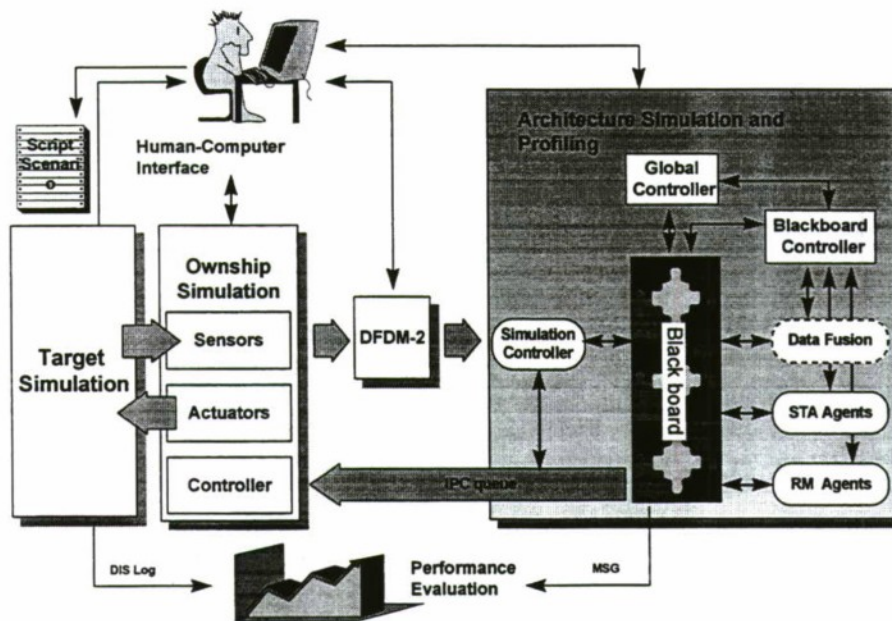 Script
Scenari
o
Human-Computer
Interface
Architecture Simulation and
Profiling
Global
Controller
Blackboard
Controller
Ownship
Simulation
Sensors
Actuators
Controller
Target
Simulation
DFDM-2
Simulation
Controller
Black board
Data Fusion
STA Agents
RM Agents
IPC queue
DIS Log
Performance
Evaluation
MSG